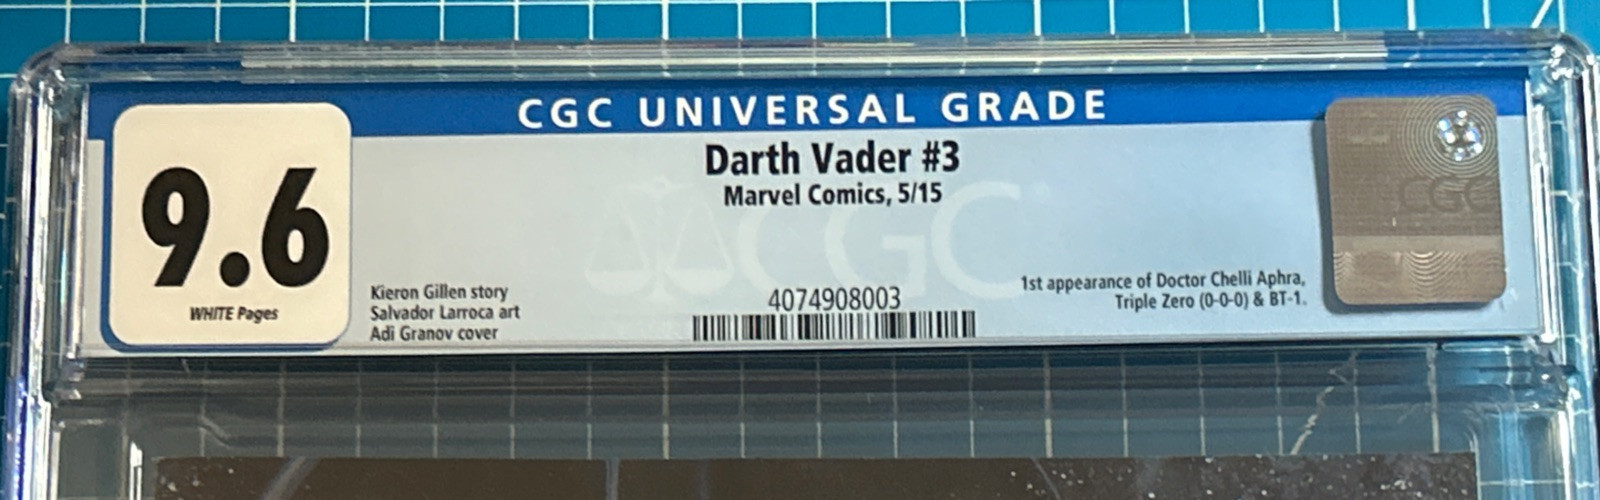 CGC UNIVERSAL GRADE
9.6
WHITE Pages
Darth Vader #3
Marvel Comics, 5/15
CGC
Kieron Gillen story
Salvador Larroca art
Adi Granov cover
4074908003
1st appearance of Doctor Chelli Aphra,
Triple Zero (0-0-0) & BT-1.
CGC